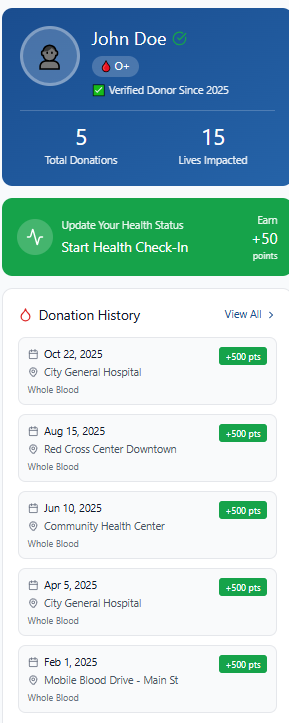 John Doe
O+
Verified Donor Since 2025
5
Total Donations
15
Lives Impacted
Update Your Health Status
Start Health Check-In
Earn
+50
points
Donation History
View All
Oct 22, 2025
+500 pts
City General Hospital
Whole Blood
Aug 15, 2025
+500 pts
Red Cross Center Downtown
Whole Blood
Jun 10, 2025
+500 pts
Community Health Center
Whole Blood
Apr 5, 2025
+500 pts
City General Hospital
Whole Blood
Feb 1, 2025
+500 pts
Mobile Blood Drive - Main St
Whole Blood